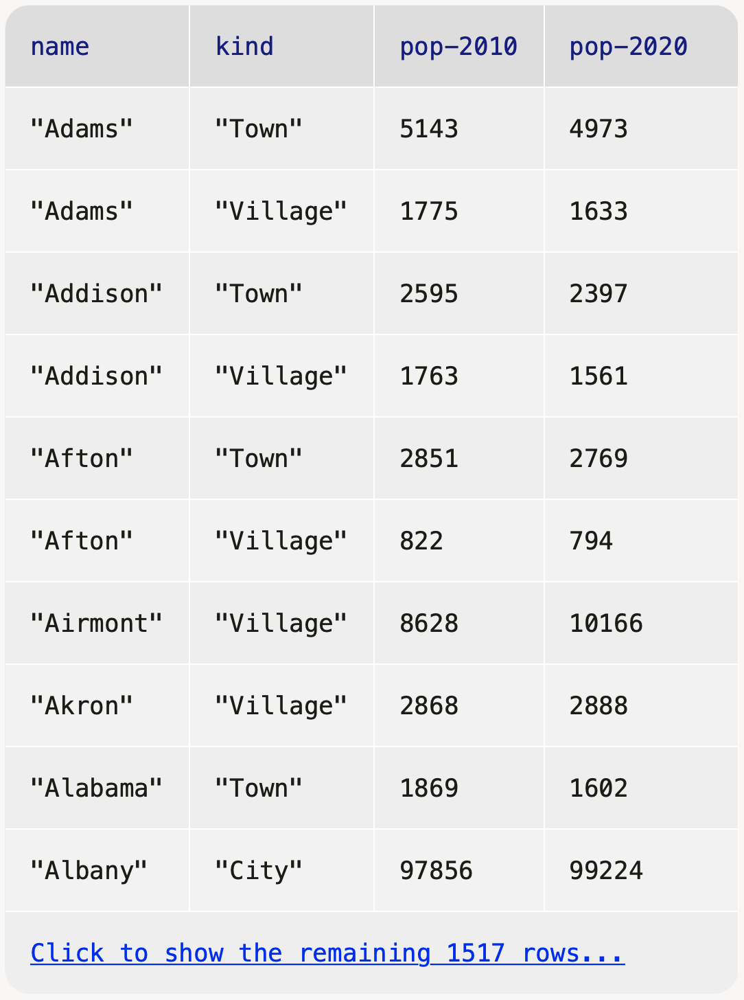 name kind pop-2010 pop-2020
"Adams" "Town" 5143 4973
"Adams" "Village" 1775 1633
"Addison" "Town" 2595 2397
"Addison" "Village" 1763 1561
"Afton" "Town" 2851 2769
"Afton" "Village" 822 794
"Airmont" "Village" 8628 10166
"Akron" "Village" 2868 2888
"Alabama" "Town" 1869 1602
"Albany" "City" 97856 99224
Click to show the remaining 1517 rows...